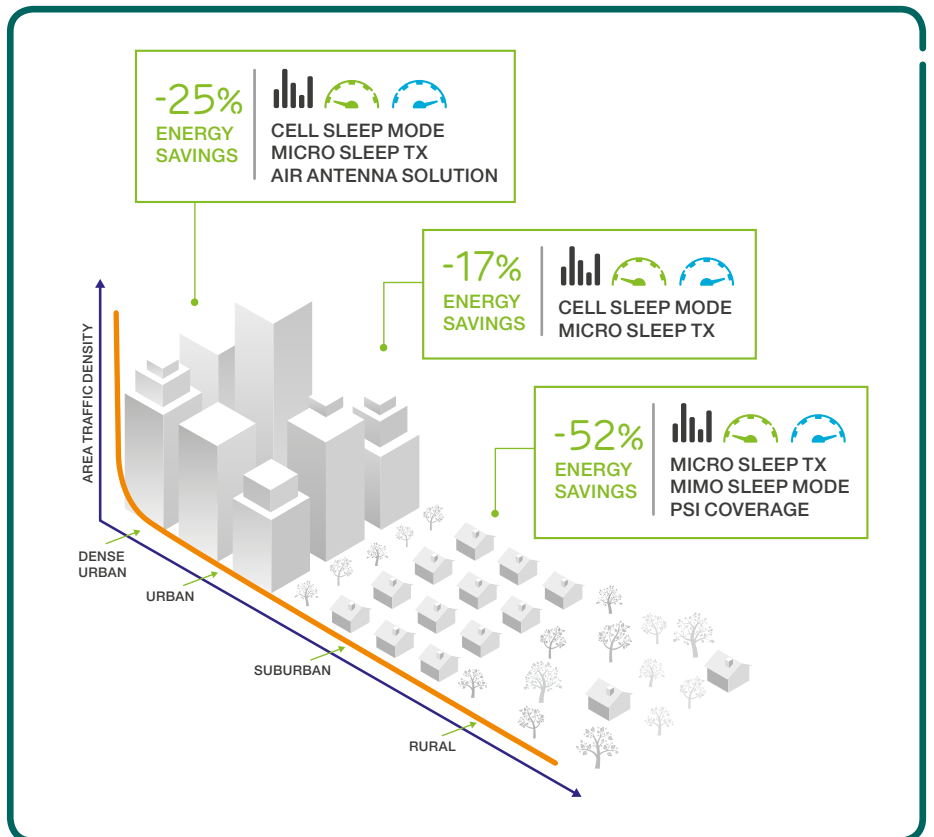 -25%
ENERGY
SAVINGS
CELL SLEEP MODE
MICRO SLEEP TX
AIR ANTENNA SOLUTION
-17%
ENERGY
SAVINGS
CELL SLEEP MODE
MICRO SLEEP TX
-52%
ENERGY
SAVINGS
MICRO SLEEP TX
MIMO SLEEP MODE
PSI COVERAGE
AREA TRAFFIC DENSITY
DENSE
URBAN
URBAN
SUBURBAN
RURAL